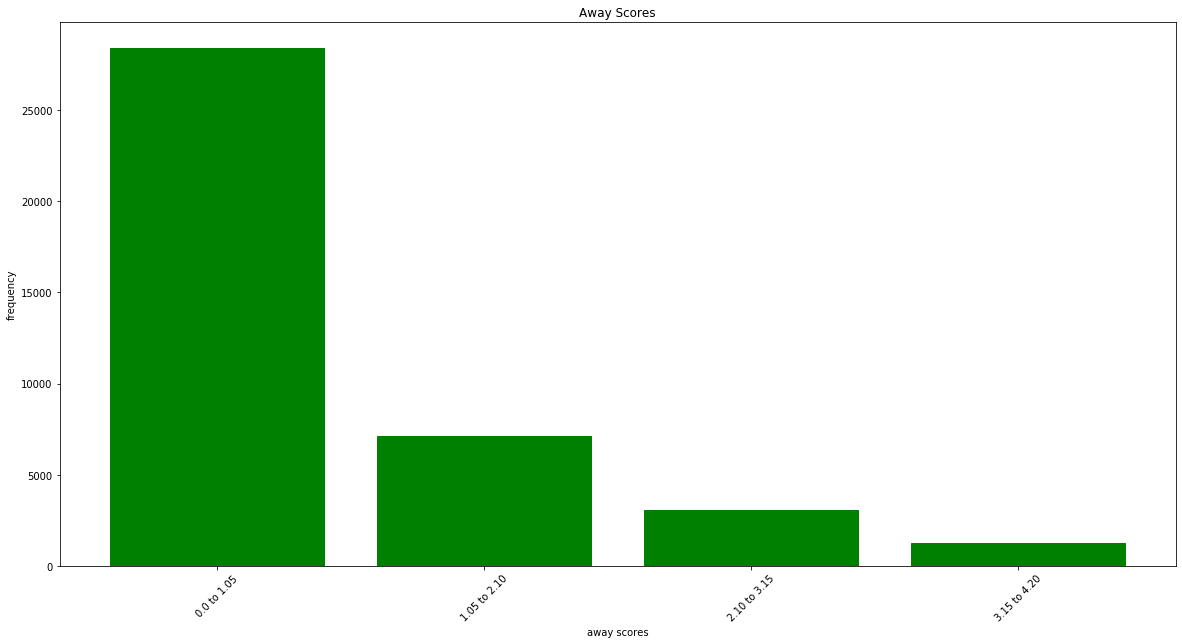 Away Scores
frequency
25000
20000
15000
10000
5000
0
0.0 to 1.05
1.05 to 2.10
2.10 to 3.15
3.15 to 4.20
away scores